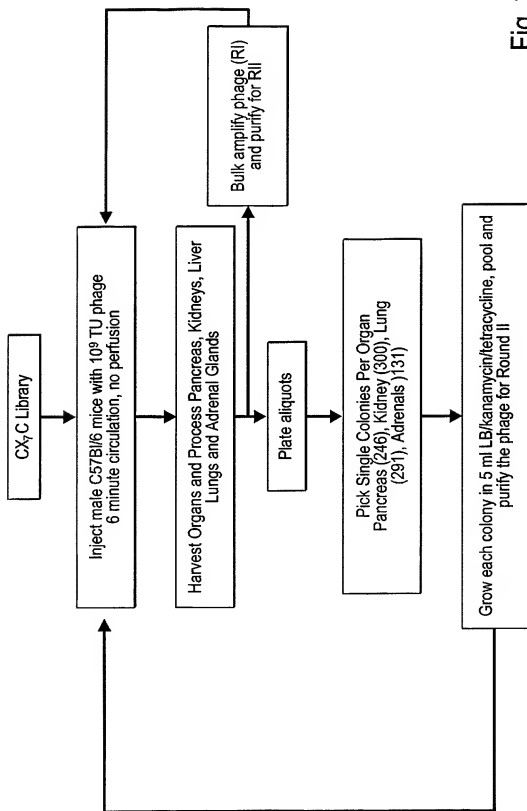 CX₇C Library
Inject male C57Bl/6 mice with 10⁹ TU phage
6 minute circulation, no perfusion
Harvest Organs and Process Pancreas, Kidneys, Liver
Lungs and Adrenal Glands
Bulk amplify phage (RI)
and purify for RII
Plate aliquots
Pick Single Colonies Per Organ
Pancreas (246), Kidney (300), Lung
(291), Adrenals )131)
Grow each colony in 5 ml LB/kanamycin/tetracycline, pool and
purify the phage for Round II
Fig.